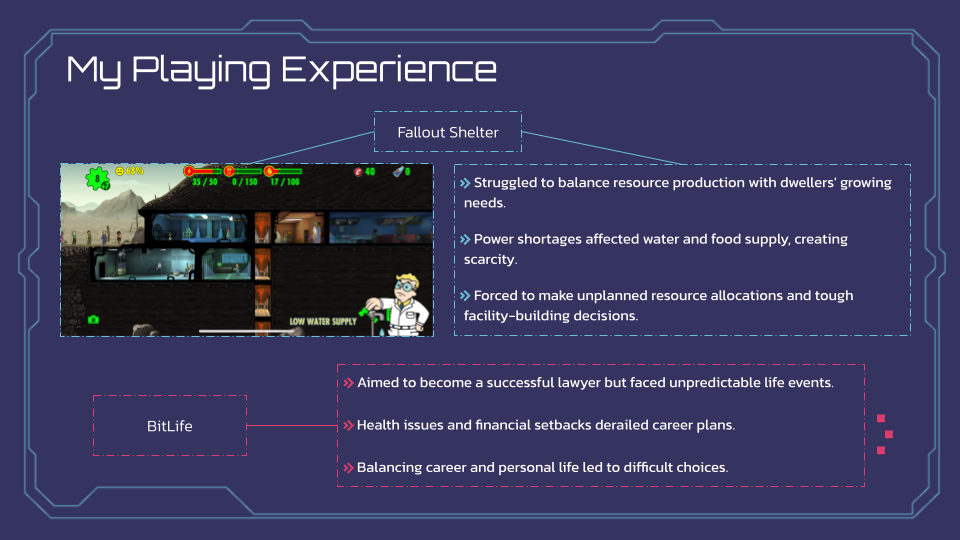 My Playing Experience
Fallout Shelter
8
68%
35 / 50
0 / 150
17 / 100
40
0
LOW WATER SUPPLY
Struggled to balance resource production with dwellers' growing
needs.
Power shortages affected water and food supply, creating
scarcity.
Forced to make unplanned resource allocations and tough
facility-building decisions.
BitLife
Aimed to become a successful lawyer but faced unpredictable life events.
Health issues and financial setbacks derailed career plans.
Balancing career and personal life led to difficult choices.